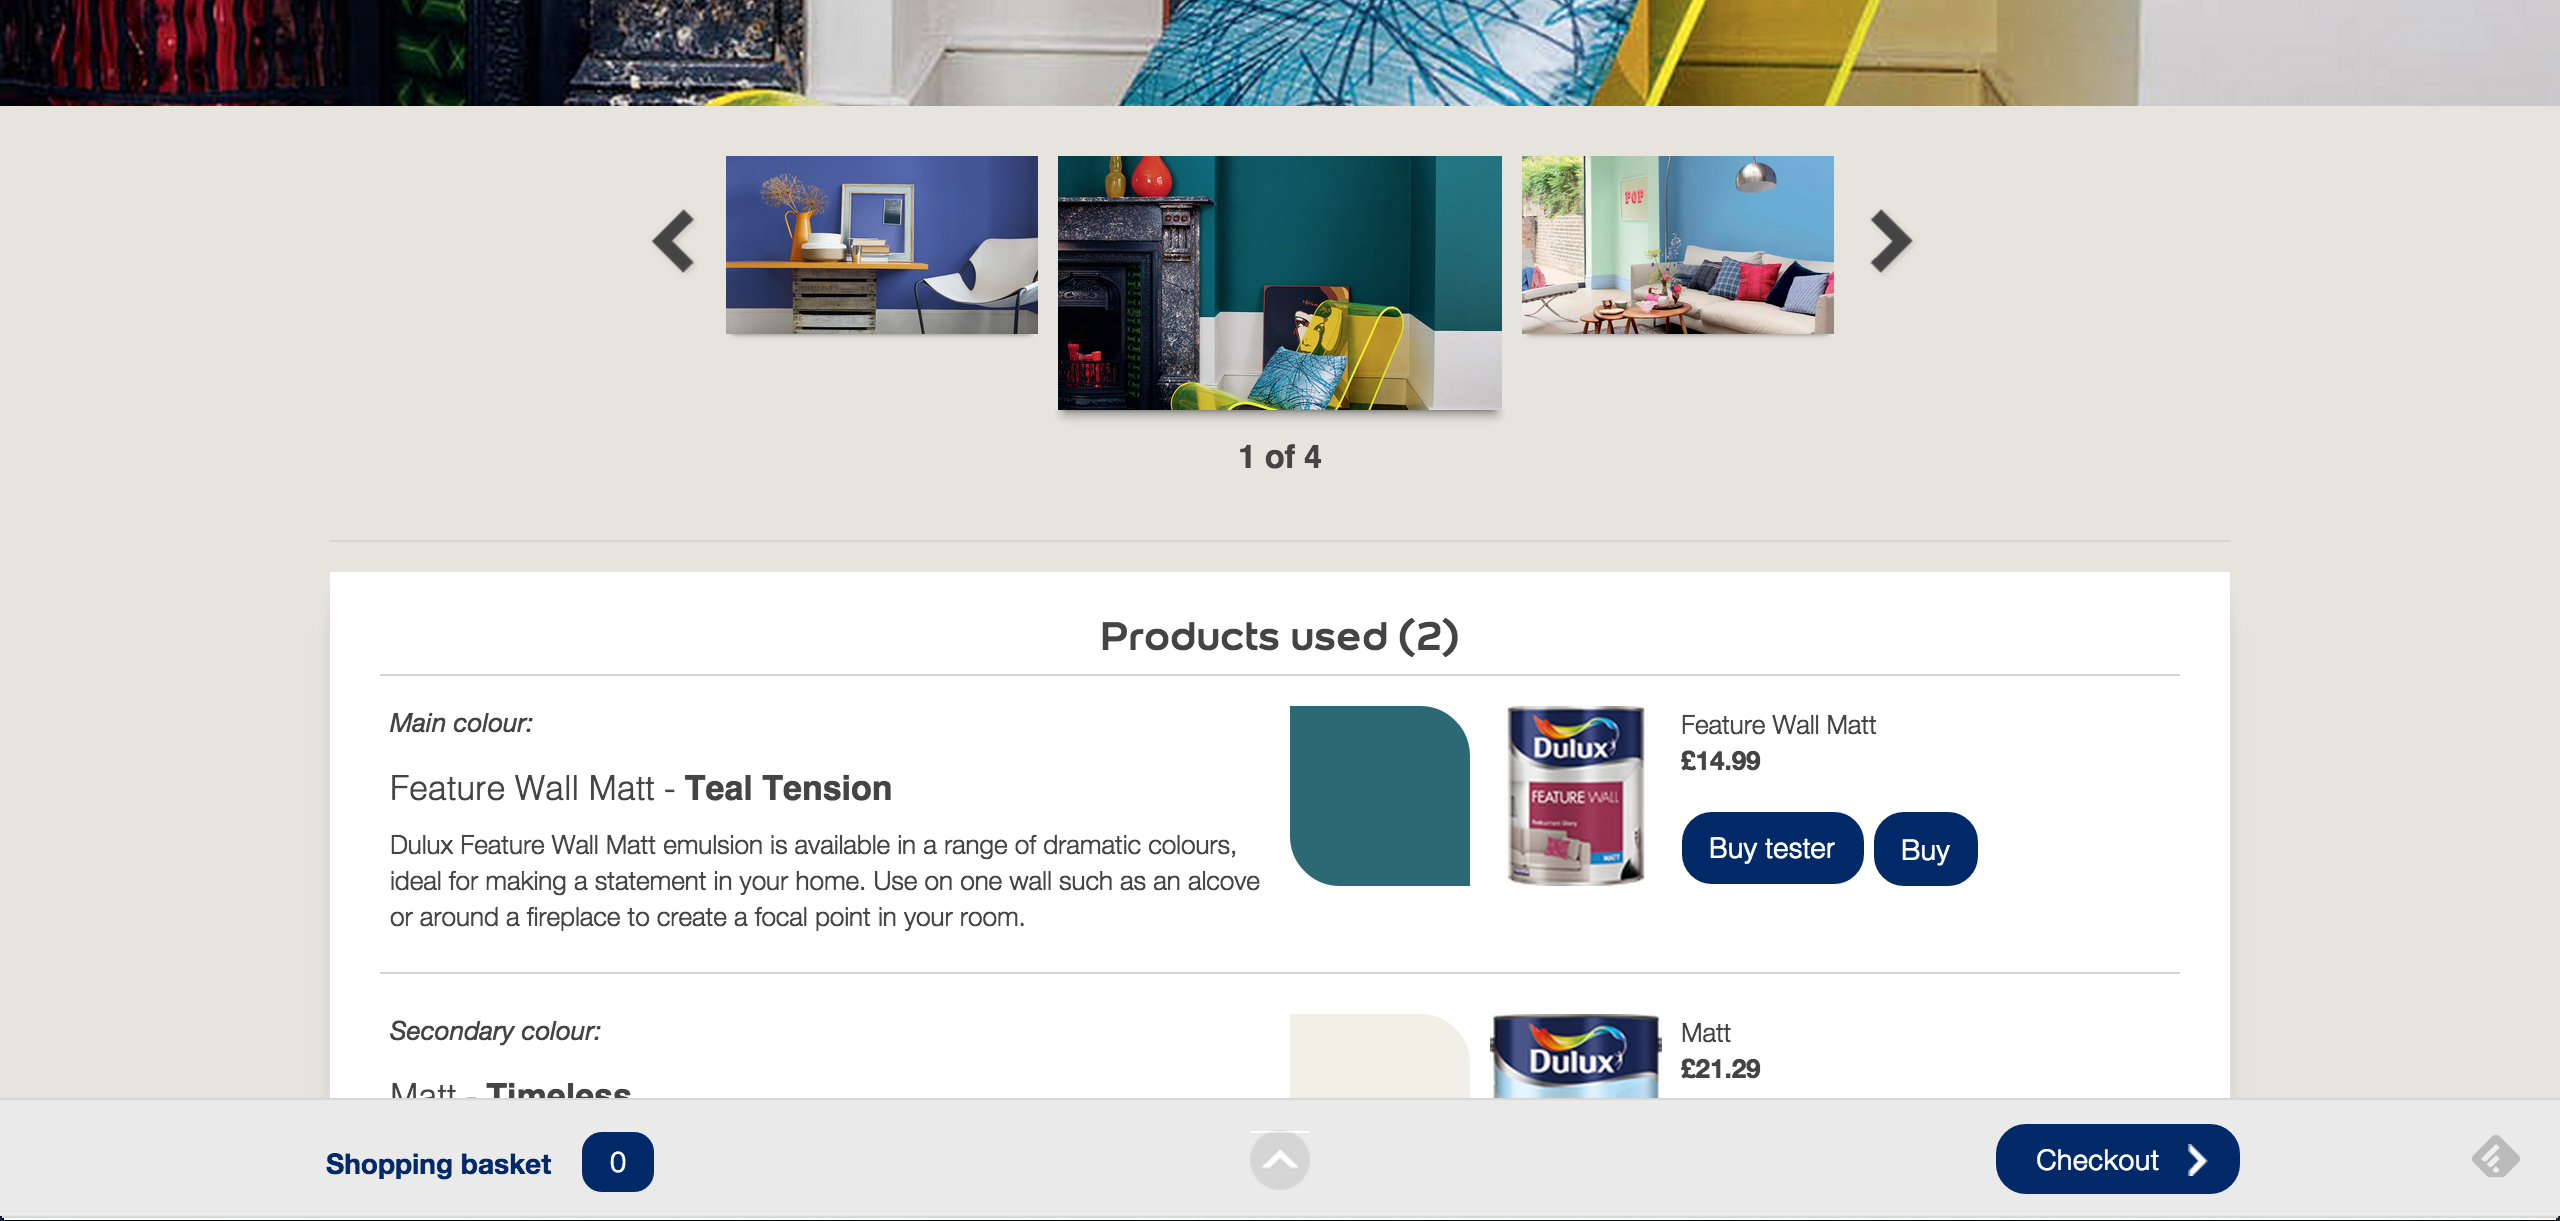 POP
1 of 4
Products used (2)
Main colour:
Feature Wall Matt - Teal Tension
Dulux Feature Wall Matt emulsion is available in a range of dramatic colours,
ideal for making a statement in your home. Use on one wall such as an alcove
or around a fireplace to create a focal point in your room.
Dulux
FEATURE WALL
MATT
Feature Wall Matt
£14.99
Buy tester
Buy
Secondary colour:
Matt - Timeless
Dulux
Matt
£21.29
Shopping basket
0
Checkout